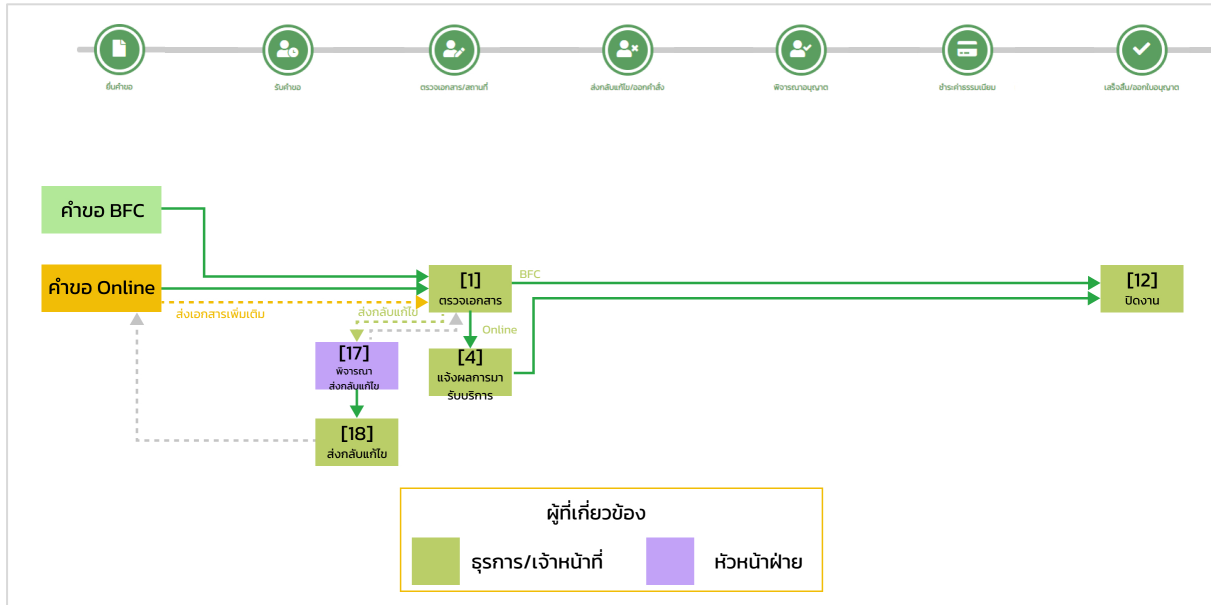 ยื่นคำขอ
รับคำขอ
ตรวจเอกสาร/สถานที่
ส่งกลับแก้ไข/ออกคำสั่ง
พิจารณาอนุญาต
ชำระค่าธรรมเนียม
เสร็จสิ้น/ออกใบอนุญาต
คำขอ BFC
คำขอ Online
ส่งเอกสารเพิ่มเติม
[1]
ตรวจเอกสาร
BFC
[12]
ปิดงาน
ส่งกลับแก้ไข
Online
[17]
พิจารณา
ส่งกลับแก้ไข
[4]
แจ้งผลการมา
รับบริการ
[18]
ส่งกลับแก้ไข
ผู้ที่เกี่ยวข้อง
ธุรการ/เจ้าหน้าที่
หัวหน้าฝ่าย